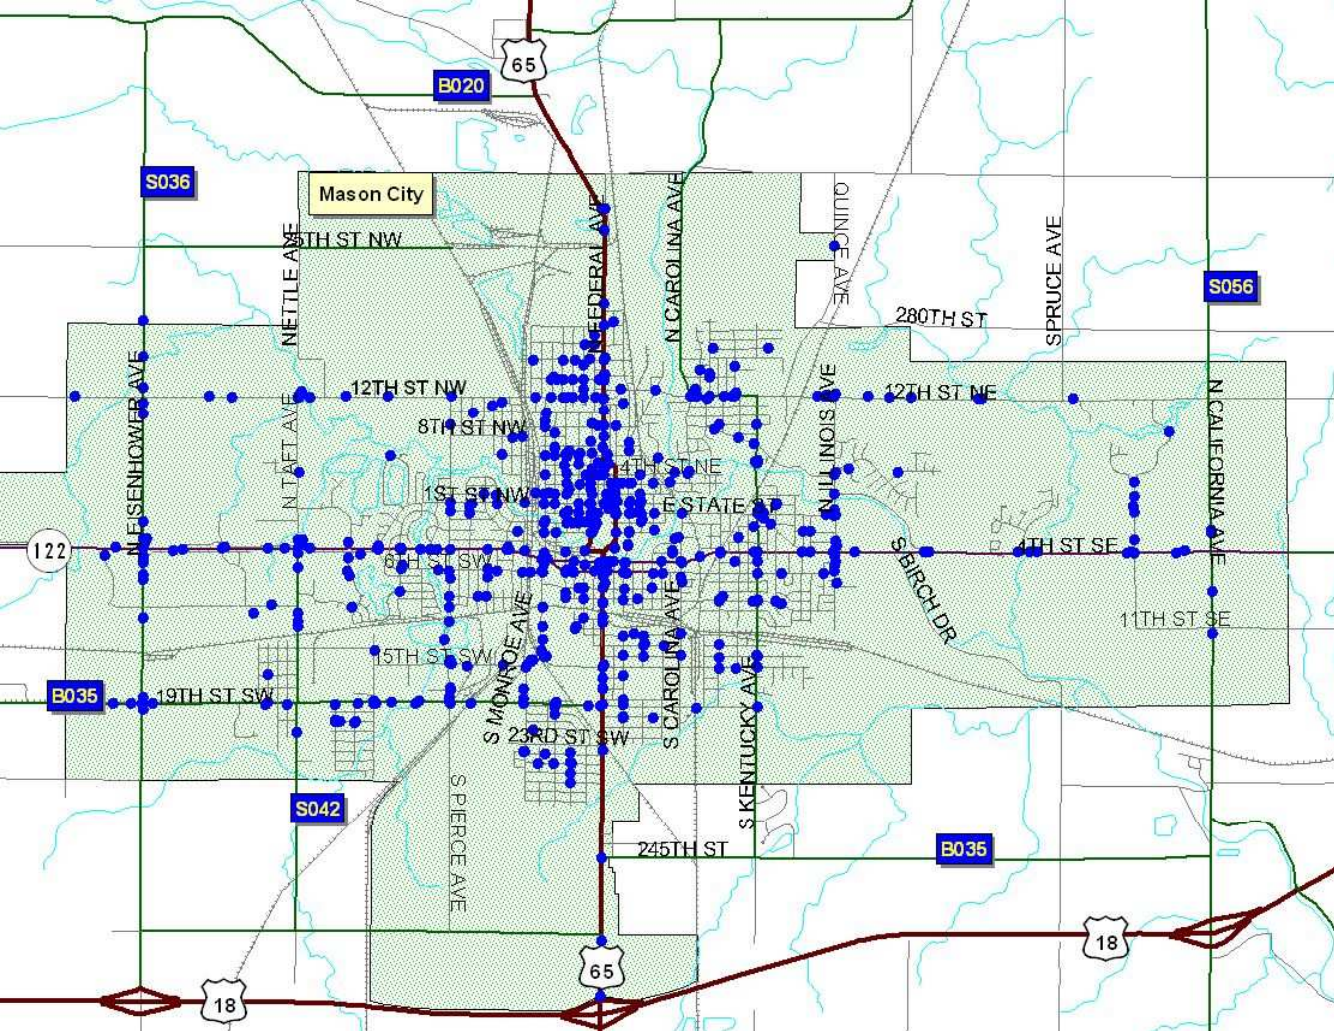 65
B020
S036
Mason City
QUINCE AVE
N CAROLINA AVE
N FEDERAL AVE
NETTLE AVE
5TH ST NW
SPRUCE AVE
S056
280TH ST
N EISENHOWER AVE
12TH ST NW
N ILLINOIS AVE
12TH ST NE
N CALIFORNIA AVE
N TAFT AVE
8TH ST NW
4TH ST NE
1ST ST NW
E STATE ST
122
6TH ST SW
4TH ST SE
S BIRCH DR
11TH ST SE
S MONROE AVE
S CAROLINA AVE
15TH ST SW
B035
19TH ST SW
S KENTUCKY AVE
23RD ST SW
S PIERCE AVE
S042
245TH ST
B035
18
65
18